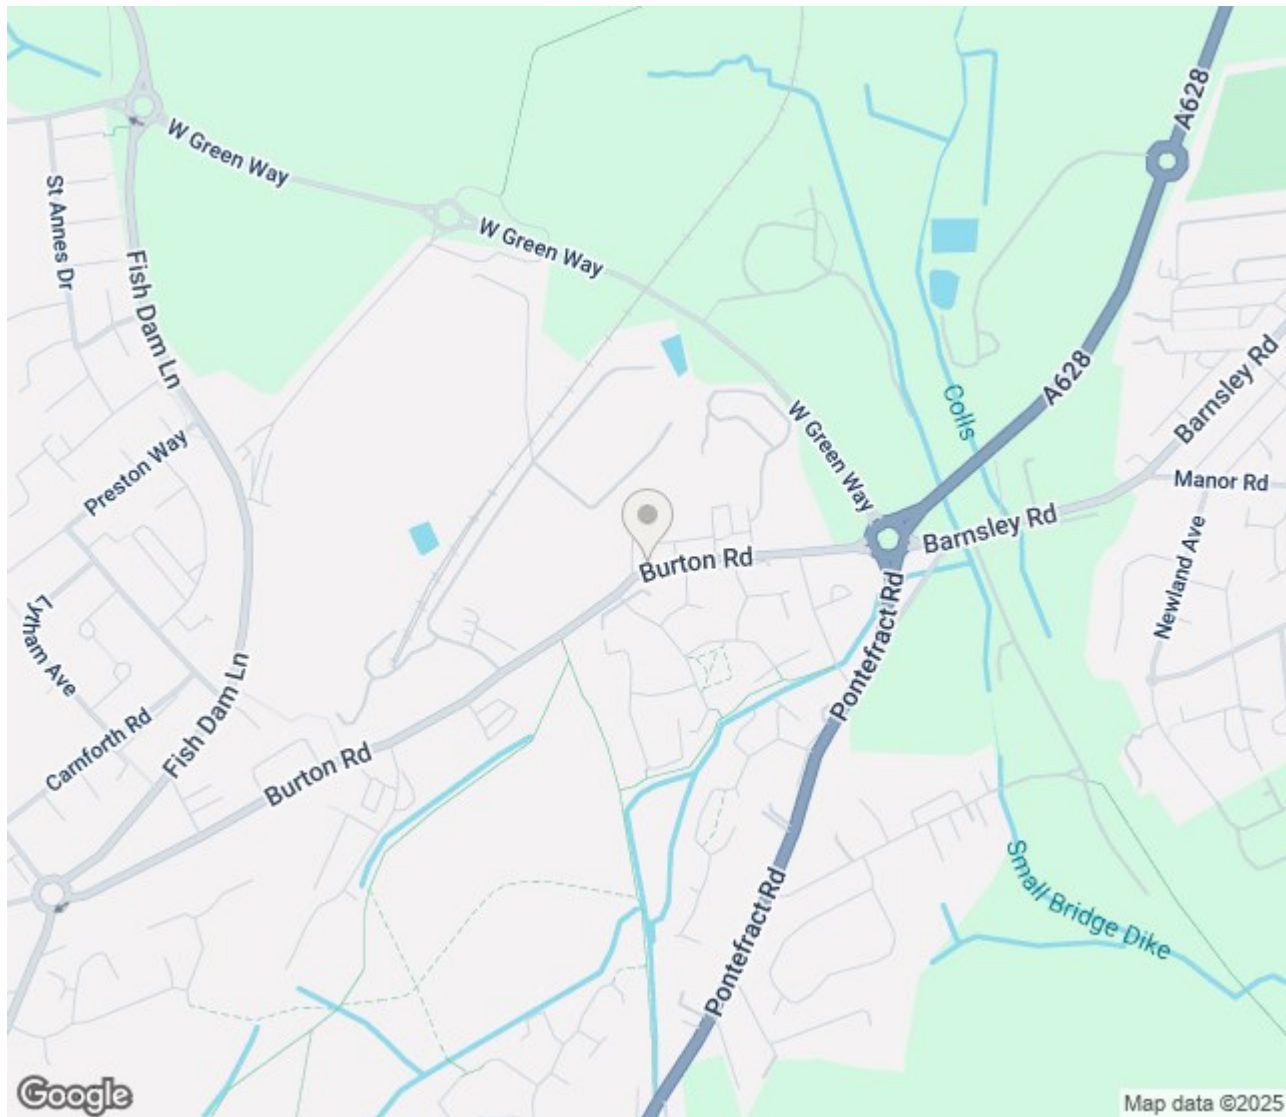 A628
W Green Way
St Annes Dr
W Green Way
Fish Dam Ln
A628
Barnsley Rd
Colls
W Green Way
Preston Way
Manor Rd
Barnsley Rd
Burton Rd
Newland Ave
Pontefract Rd
Lytham Ave
Fish Dam Ln
Carnforth Rd
Burton Rd
Small Bridge Dike
Pontefract Rd
Google
Map data ©2025